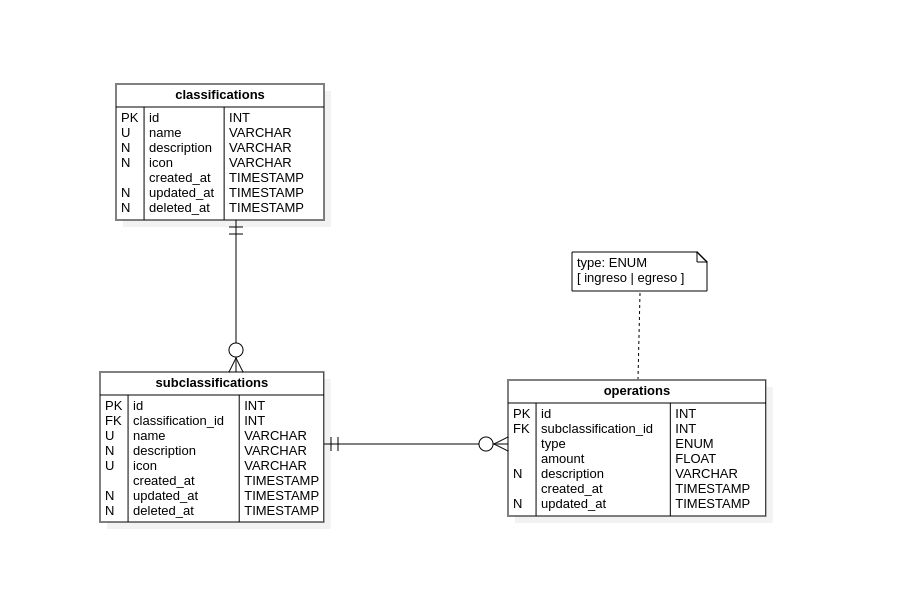 classifications
PK id INT
U name VARCHAR
N description VARCHAR
N icon VARCHAR
created_at TIMESTAMP
N updated_at TIMESTAMP
N deleted_at TIMESTAMP
type: ENUM
[ ingreso | egreso ]
subclassifications
PK id INT
FK classification_id INT
U name VARCHAR
N description VARCHAR
U icon VARCHAR
created_at TIMESTAMP
N updated_at TIMESTAMP
N deleted_at TIMESTAMP
operations
PK id INT
FK subclassification_id INT
type ENUM
amount FLOAT
N description VARCHAR
created_at TIMESTAMP
N updated_at TIMESTAMP